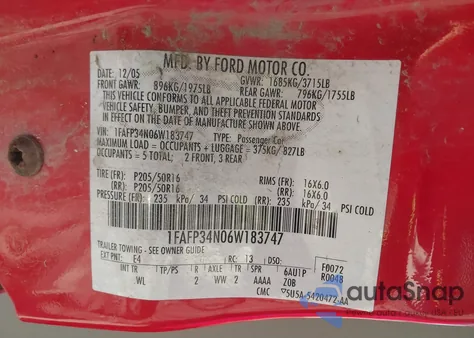 MFD. BY FORD MOTOR CO.
12/05 GVWR: 1685KG/3715LB
FRONT GAWR: 896KG/1975LB REAR GAWR: 796KG/1755LB
THIS VEHICLE CONFORMS TO ALL APPLICABLE FEDERAL MOTOR
VEHICLE SAFETY, BUMPER, AND THEFT PREVENTION
STANDARDS IN EFFECT ON THE DATE OF MANUFACTURE SHOWN ABOVE.
VIN: 1FAFP34N06W183747 TYPE: Passenger Car
MAXIMUM LOAD = OCCUPANTS + LUGGAGE = 375KG/827LB
OCCUPANTS = 5 TOTAL: 2 FRONT, 3 REAR
TIRE (FR) P205/50R16 RIMS (FR) 16X6.0
(RR) P205/50R16 (RR) 16X6.0
PRESSURE (FR) 235 kPa/ 34 PSI COLD
(RR) 235 kPa/ 34 PSI COLD
1FAFP34N06W183747
TRAILER TOWING - SEE OWNER GUIDE
EXT PNT: E4 RC: 13 DSO: F0072
INT TR TP/PS R AXLE TR SPR 6AU1P R0048
WL 2 WW 2 AAAA Z0B
CMC 5U5A-5420472-AA
autoSnap